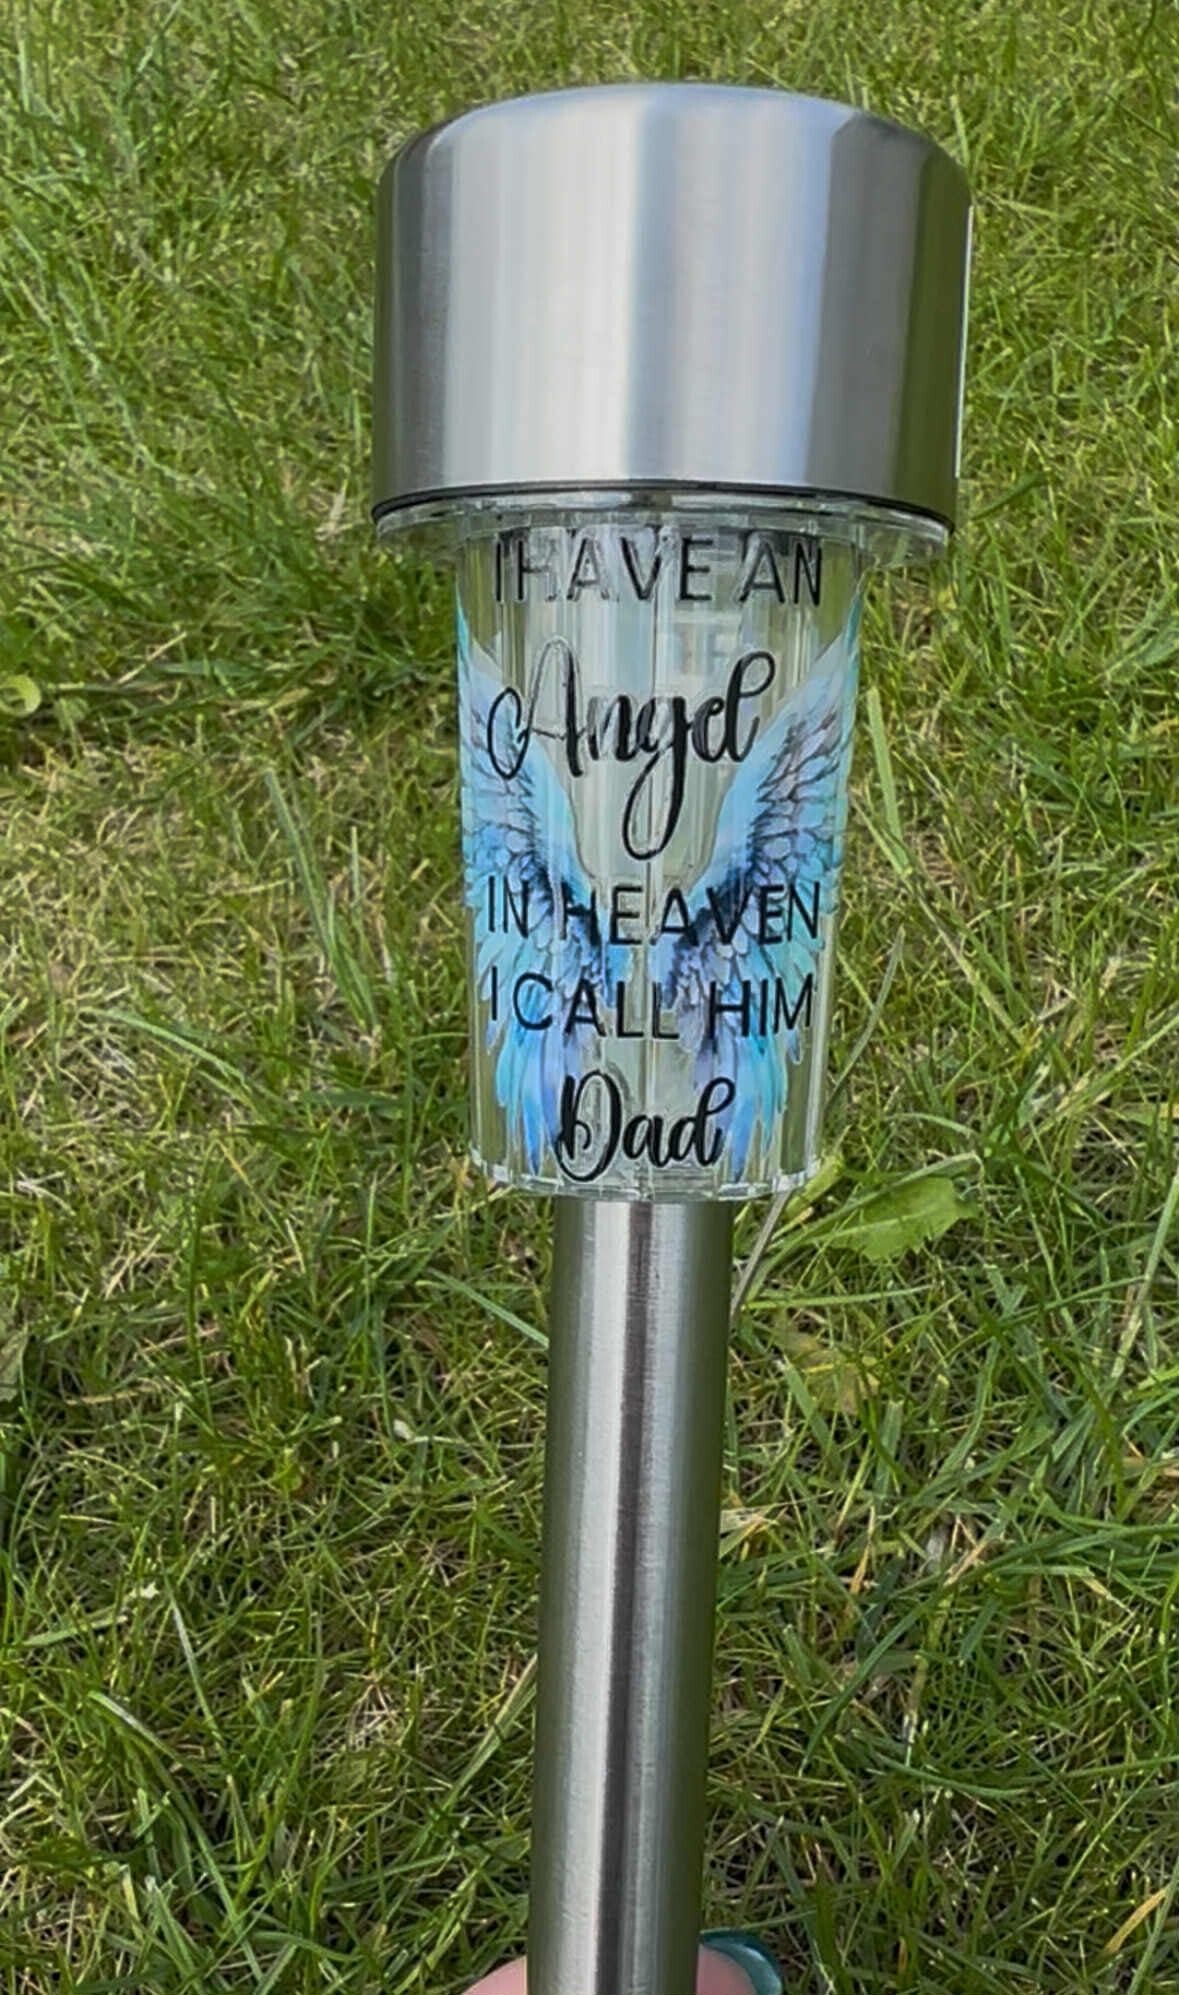 I HAVE AN
Angel
IN HEAVEN
I CALL HIM
Dad